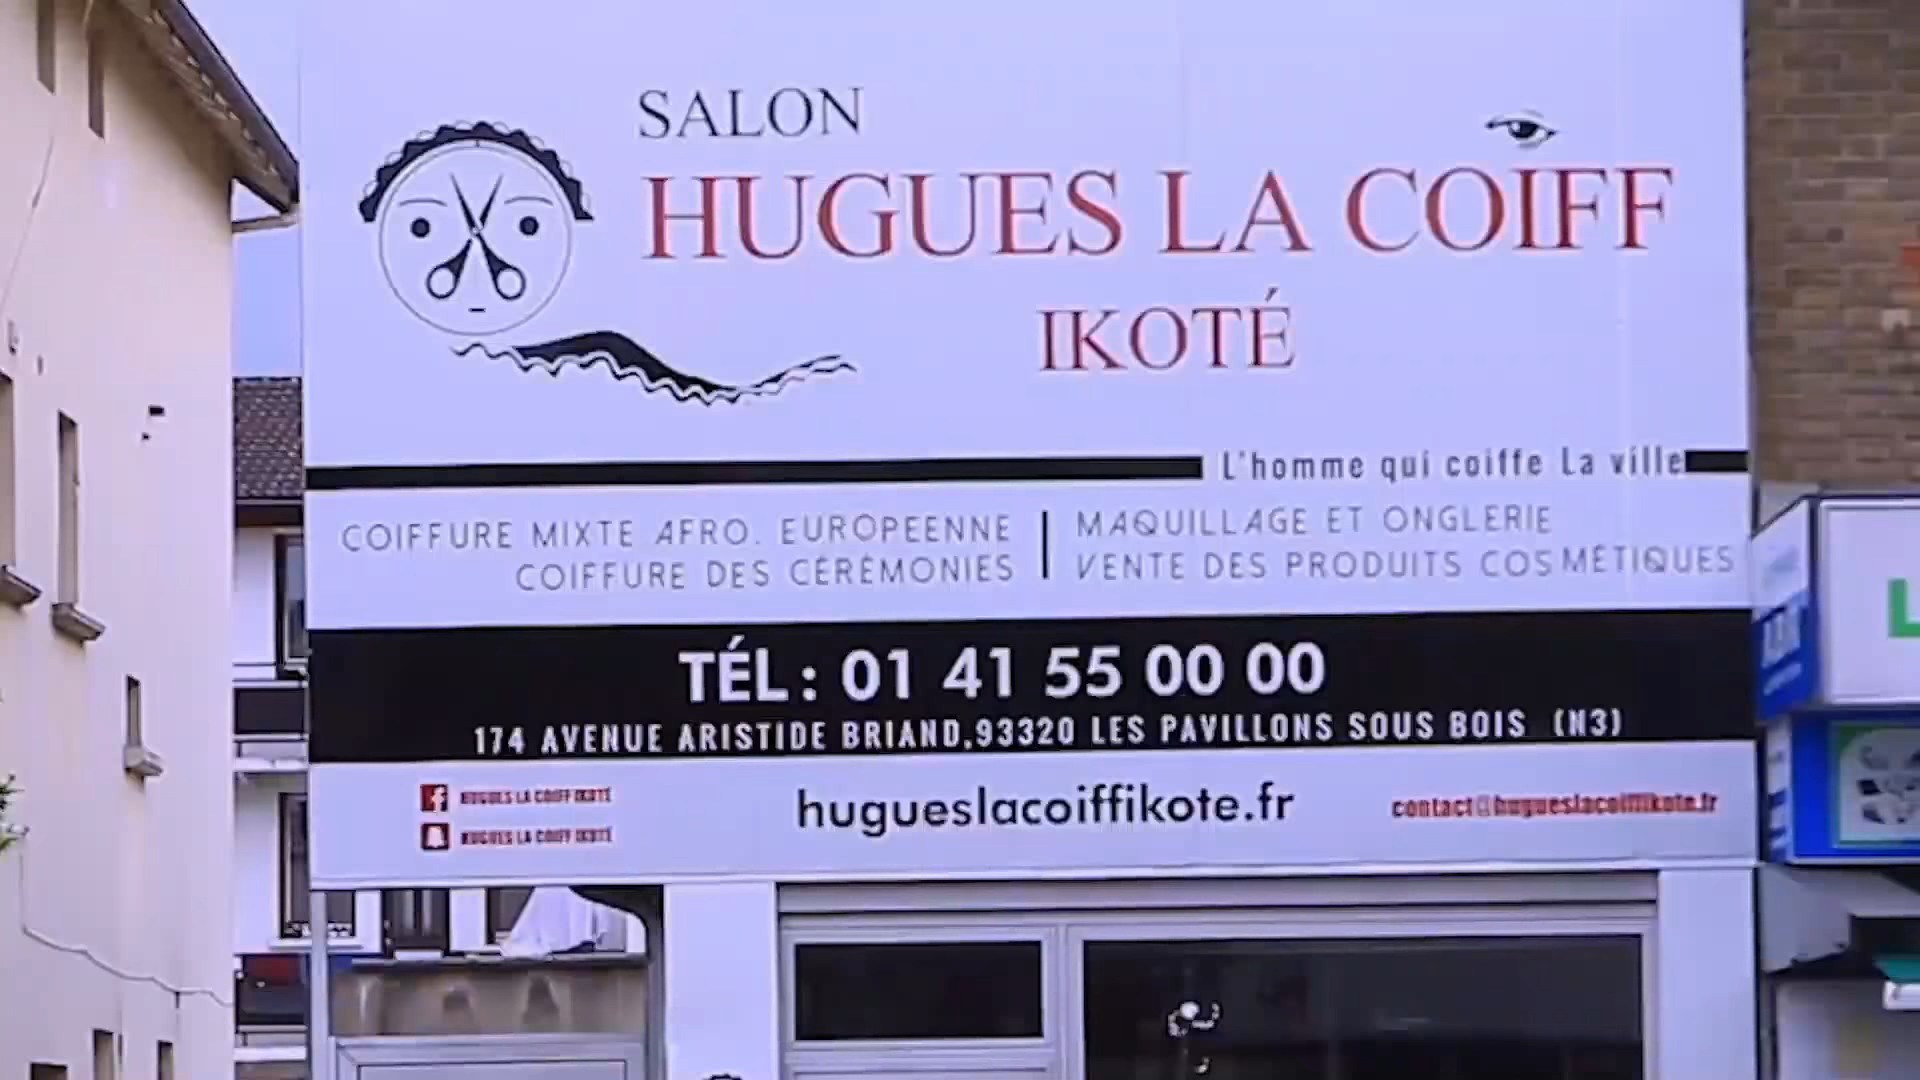 SALON
HUGUES LA COIFF
IKOTÉ
L'homme qui coiffe La ville
COIFFURE MIXTE AFRO. EUROPEENNE
COIFFURE DES CÉRÉMONIES
MAQUILLAGE ET ONGLERIE
VENTE DES PRODUITS COSMÉTIQUES
TÉL : 01 41 55 00 00
174 AVENUE ARISTIDE BRIAND.93320 LES PAVILLONS SOUS BOIS (N3)
HUGUES LA COIFF IKOTÉ
HUGUES LA COIFF IKOTÉ
hugueslacoiffikote.fr
contact@hugueslacoiffikote.fr